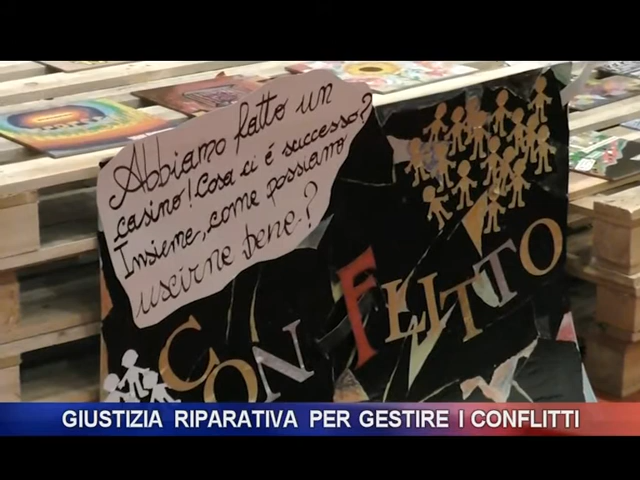 Abbiamo fatto un
casino! Cosa ci é successo?
Insieme, come possiamo
uscirne bene?
CONFLITTO
GIUSTIZIA RIPARATIVA PER GESTIRE I CONFLITTI